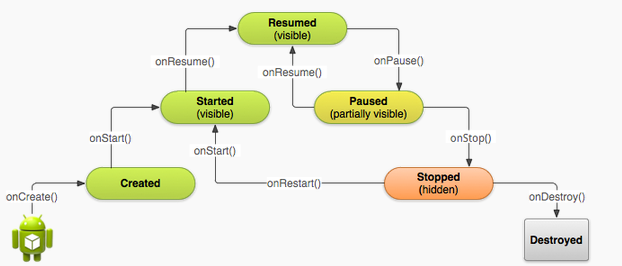 Resumed
(visible)
onResume()
onPause()
onResume()
Started
(visible)
Paused
(partially visible)
onStart()
onStart()
onStop()
Created
onRestart()
Stopped
(hidden)
onCreate()
onDestroy()
Destroyed